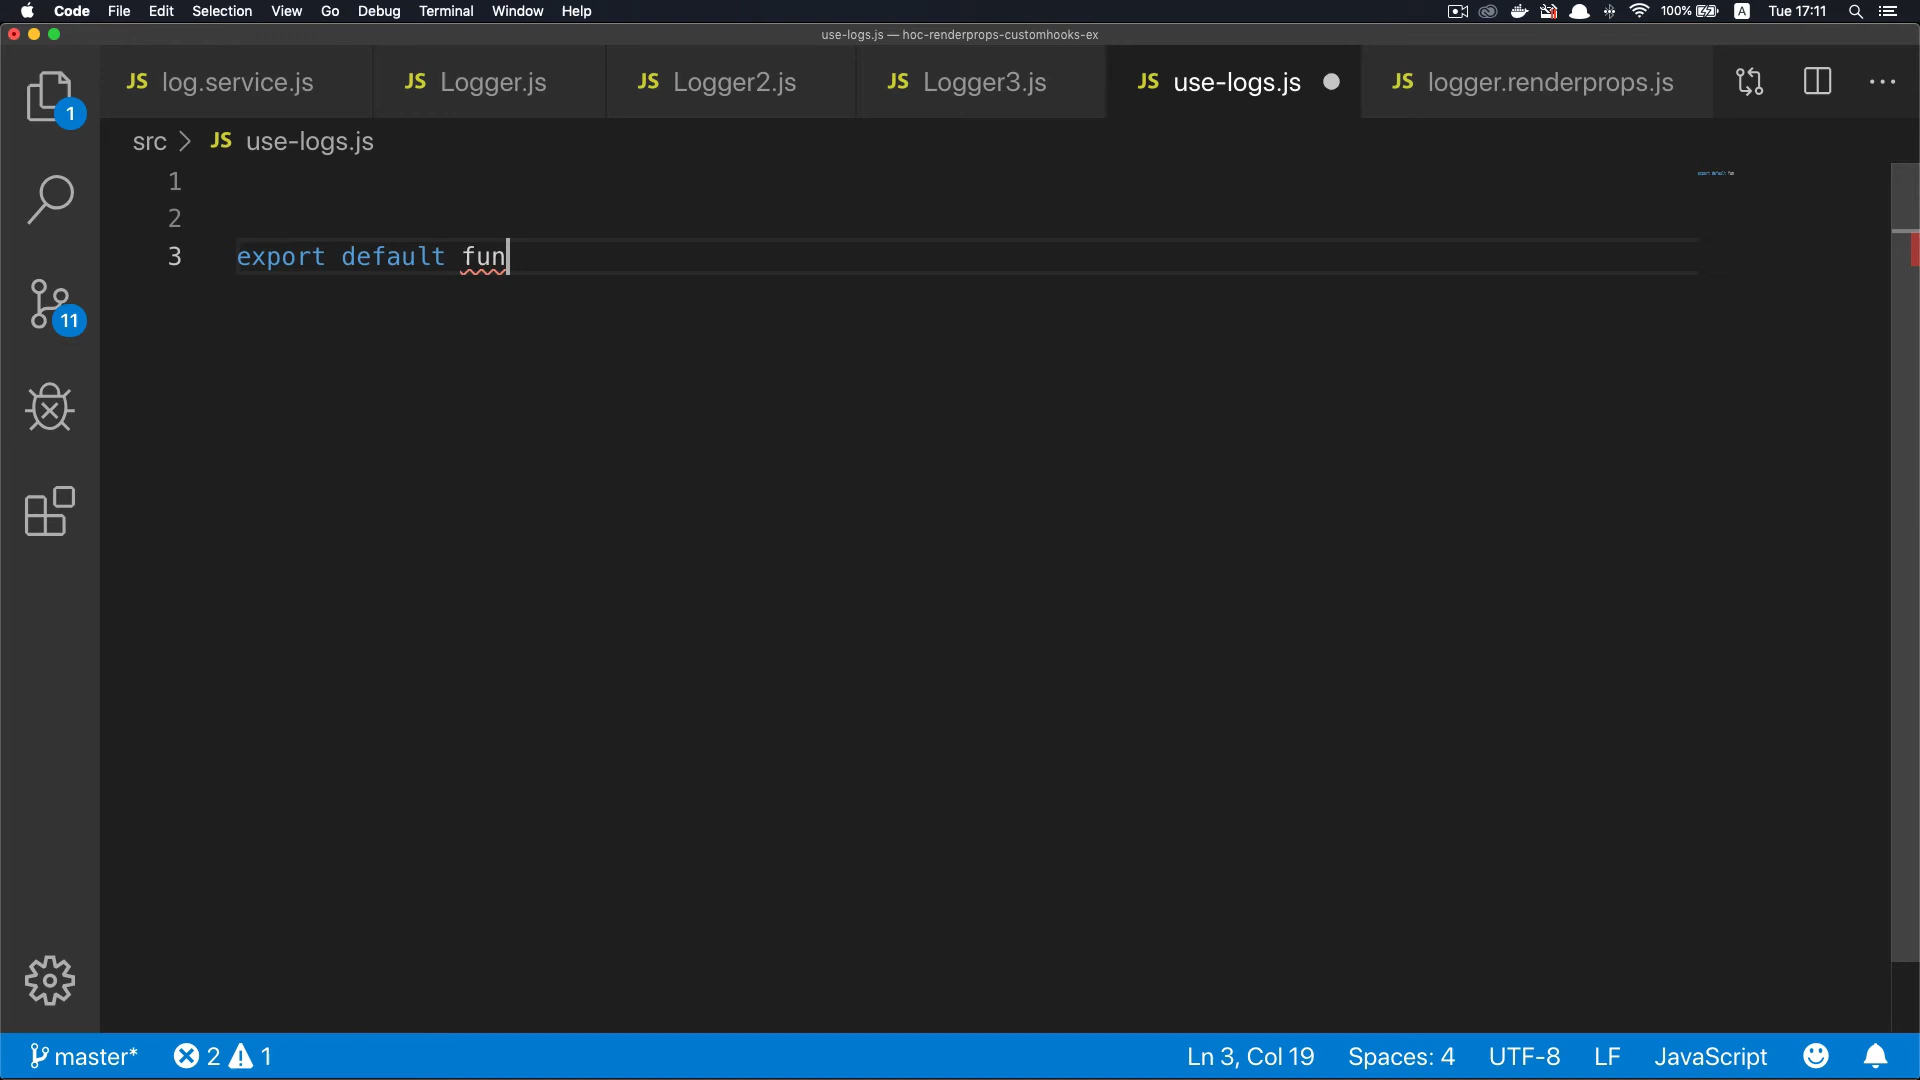 Code File Edit Selection View Go Debug Terminal Window Help 100% A Tue 17:11
use-logs.js — hoc-renderprops-customhooks-ex
JS log.service.js JS Logger.js JS Logger2.js JS Logger3.js JS use-logs.js JS logger.renderprops.js
1
src JS use-logs.js
1
2
3 export default fun
11
master* 2 1 Ln 3, Col 19 Spaces: 4 UTF-8 LF JavaScript